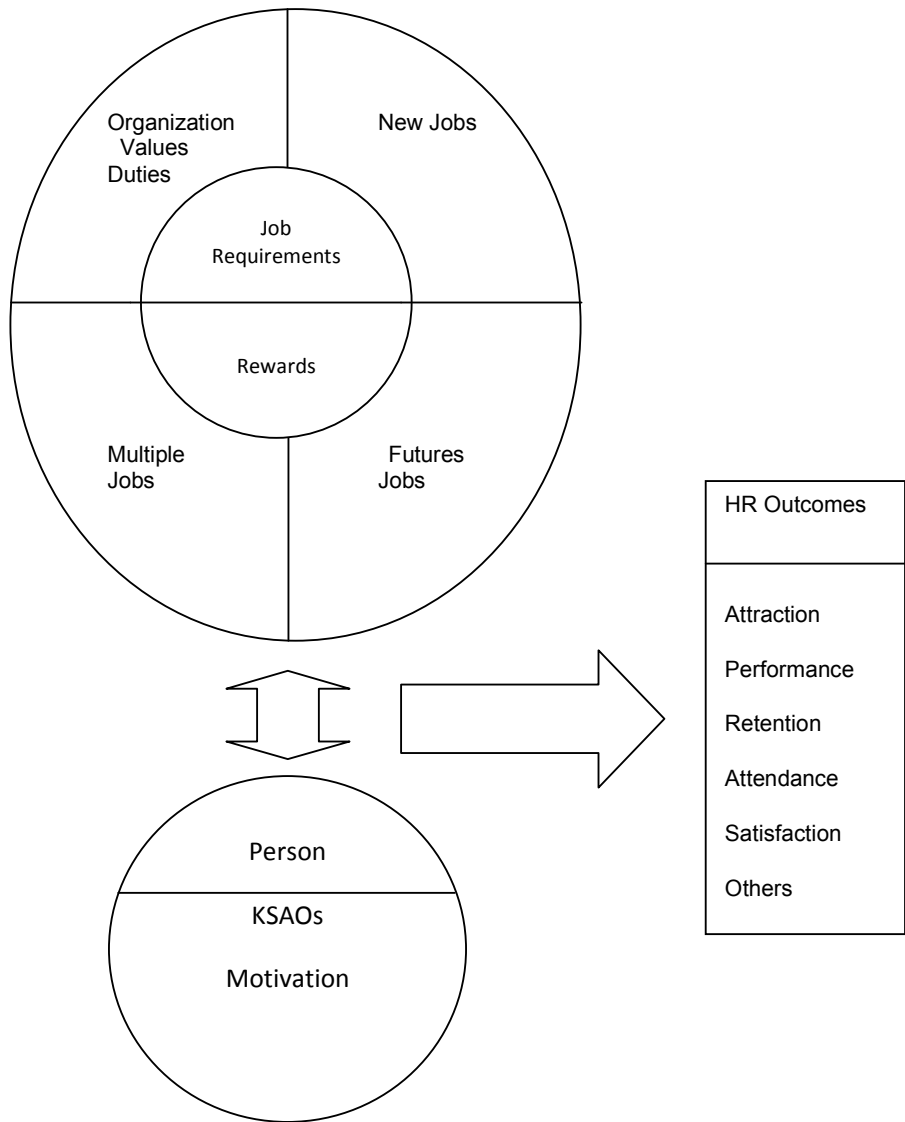 Organization
Values
Duties
New Jobs
Job
Requirements
Rewards
Multiple
Jobs
Futures
Jobs
HR Outcomes
Attraction
Performance
Retention
Attendance
Satisfaction
Others
Person
KSAOs
Motivation